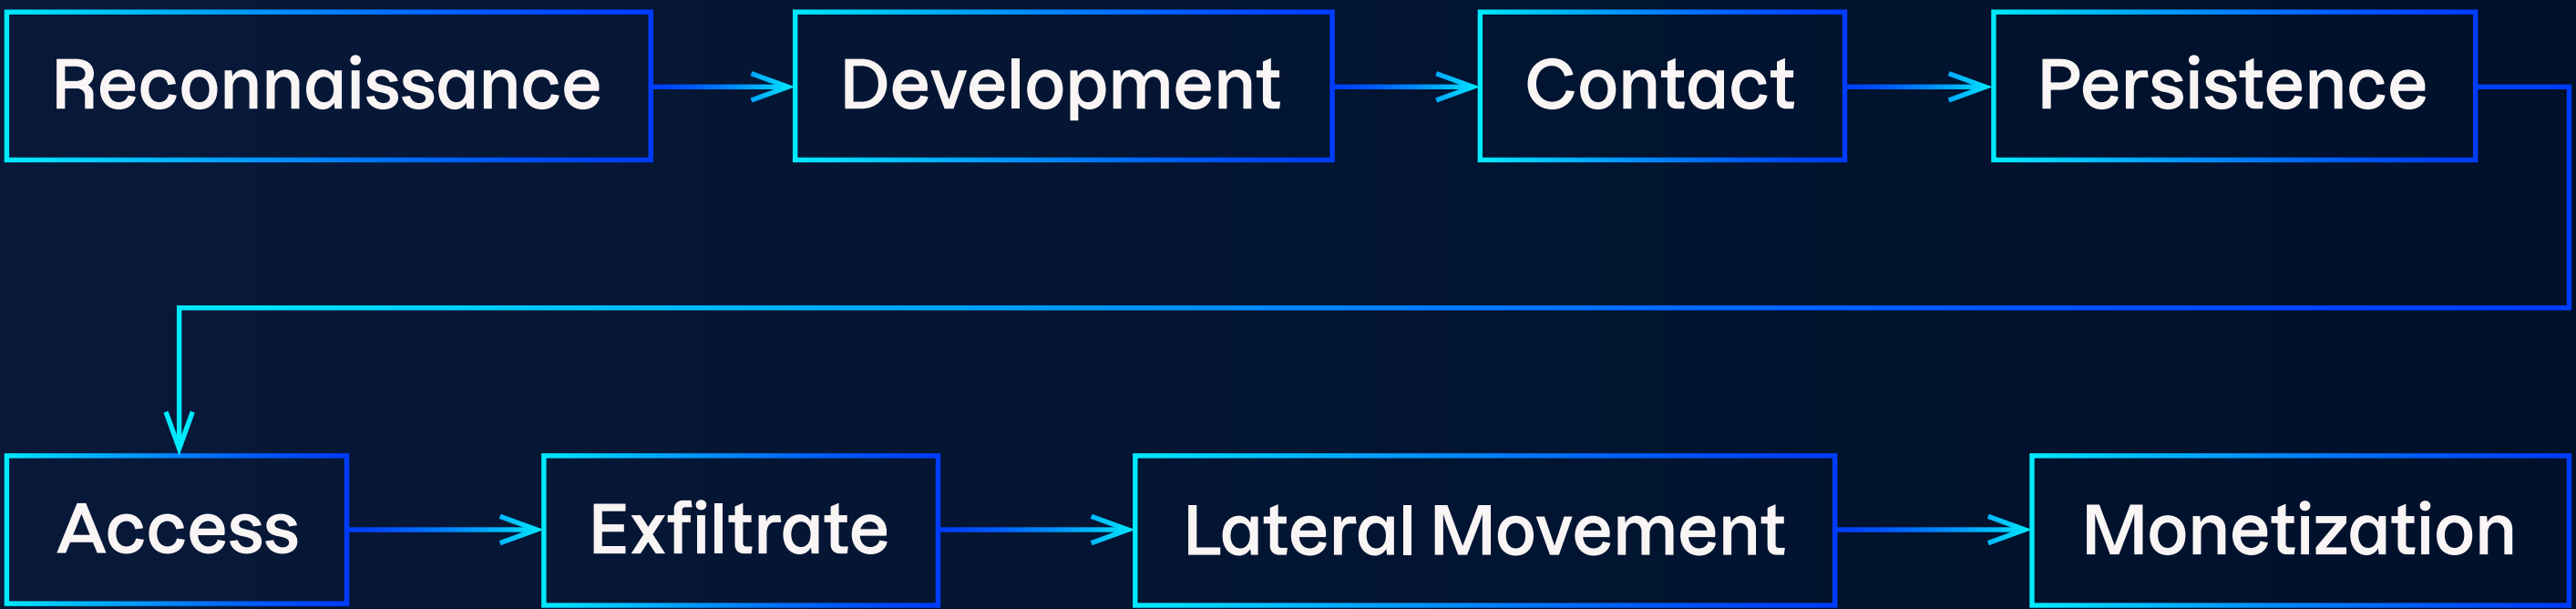 Reconnaissance
Development
Contact
Persistence
Access
Exfiltrate
Lateral Movement
Monetization